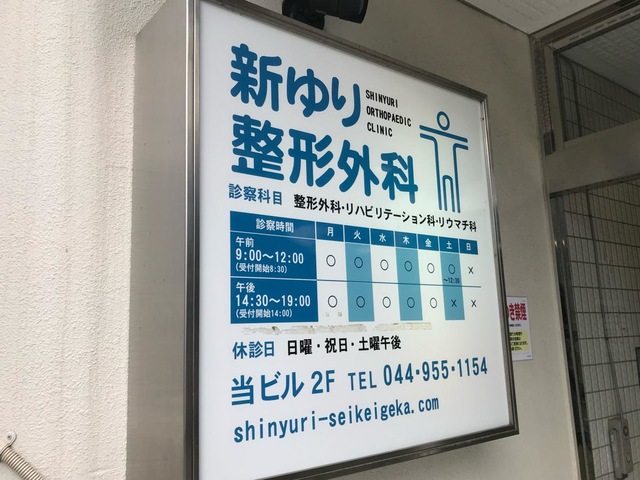 新ゆり
SHINYURI
ORTHOPAEDIC
CLINIC
整形外科
診察科目 整形外科・リハビリテーション科・リウマチ科
診察時間 月 火 水 木 金 土 日
午前
9:00〜12:00 ○ ○ ○ ○ ○ ○ ×
(受付開始8:30) 〜12:30
午後
14:30〜19:00 ○ ○ ○ ○ ○ × ×
(受付開始14:00)
休診日 日曜・祝日・土曜午後
当ビル2F TEL 044-955-1154
shinyuri-seikeigeka.com
き禁煙